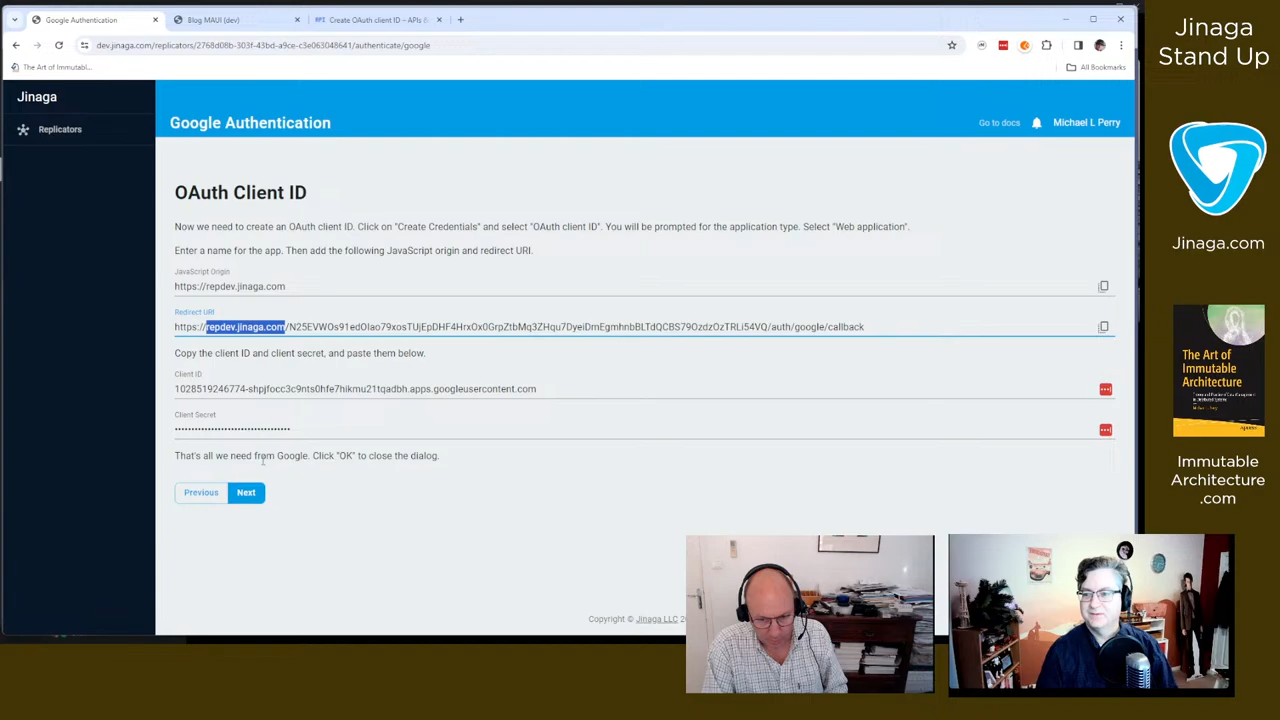 Google Authentication
Blog MAUI (dev)
API Create OAuth client ID – APIs &
dev.jinaga.com/replicators/2768d08b-303f-43bd-a9ce-c3e063048641/authenticate/google
The Art of Immutabl...
All Bookmarks
Jinaga
Replicators
Google Authentication
Go to docs
Michael L Perry
OAuth Client ID
Now we need to create an OAuth client ID. Click on "Create Credentials" and select "OAuth client ID". You will be prompted for the application type. Select "Web application".
Enter a name for the app. Then add the following JavaScript origin and redirect URI.
JavaScript Origin
https://repdev.jinaga.com
Redirect URI
https://repdev.jinaga.com/N25EVWOs91edOIao79xosTUjEpDHF4HrxOx0GrpZtbMq3ZHqu7DyeiDmEgmhnbBLTdQCBS79OzdzOzTRLi54VQ/auth/google/callback
Copy the client ID and client secret, and paste them below.
Client ID
1028519246774-shpjfocc3c9nts0hfe7hikmu21tqadbh.apps.googleusercontent.com
Client Secret
That's all we need from Google. Click "OK" to close the dialog.
Previous
Next
Copyright © Jinaga LLC 2
Jinaga
Stand Up
Jinaga.com
The Art of
Immutable
Architecture
Apress
Immutable
Architecture
.com